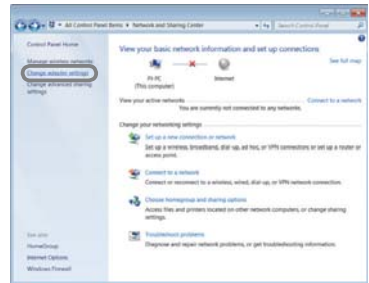 All Control Panel Items ▸ Network and Sharing Center
Search Control Panel
Control Panel Home
Manage wireless networks
Change adapter settings
Change advanced sharing
settings
View your basic network information and set up connections
See full map
(This computer)
Internet
View your active networks
Connect to a network
You are currently not connected to any networks.
Change your networking settings
Set up a new connection or network
Set up a wireless, broadband, dial-up, ad hoc, or VPN connection; or set up a router or
access point.
Connect to a network
Connect or reconnect to a wireless, wired, dial-up, or VPN network connection.
Choose homegroup and sharing options
Access files and printers located on other network computers, or change sharing
settings.
Troubleshoot problems
Diagnose and repair network problems, or get troubleshooting information.
See also
HomeGroup
Internet Options
Windows Firewall